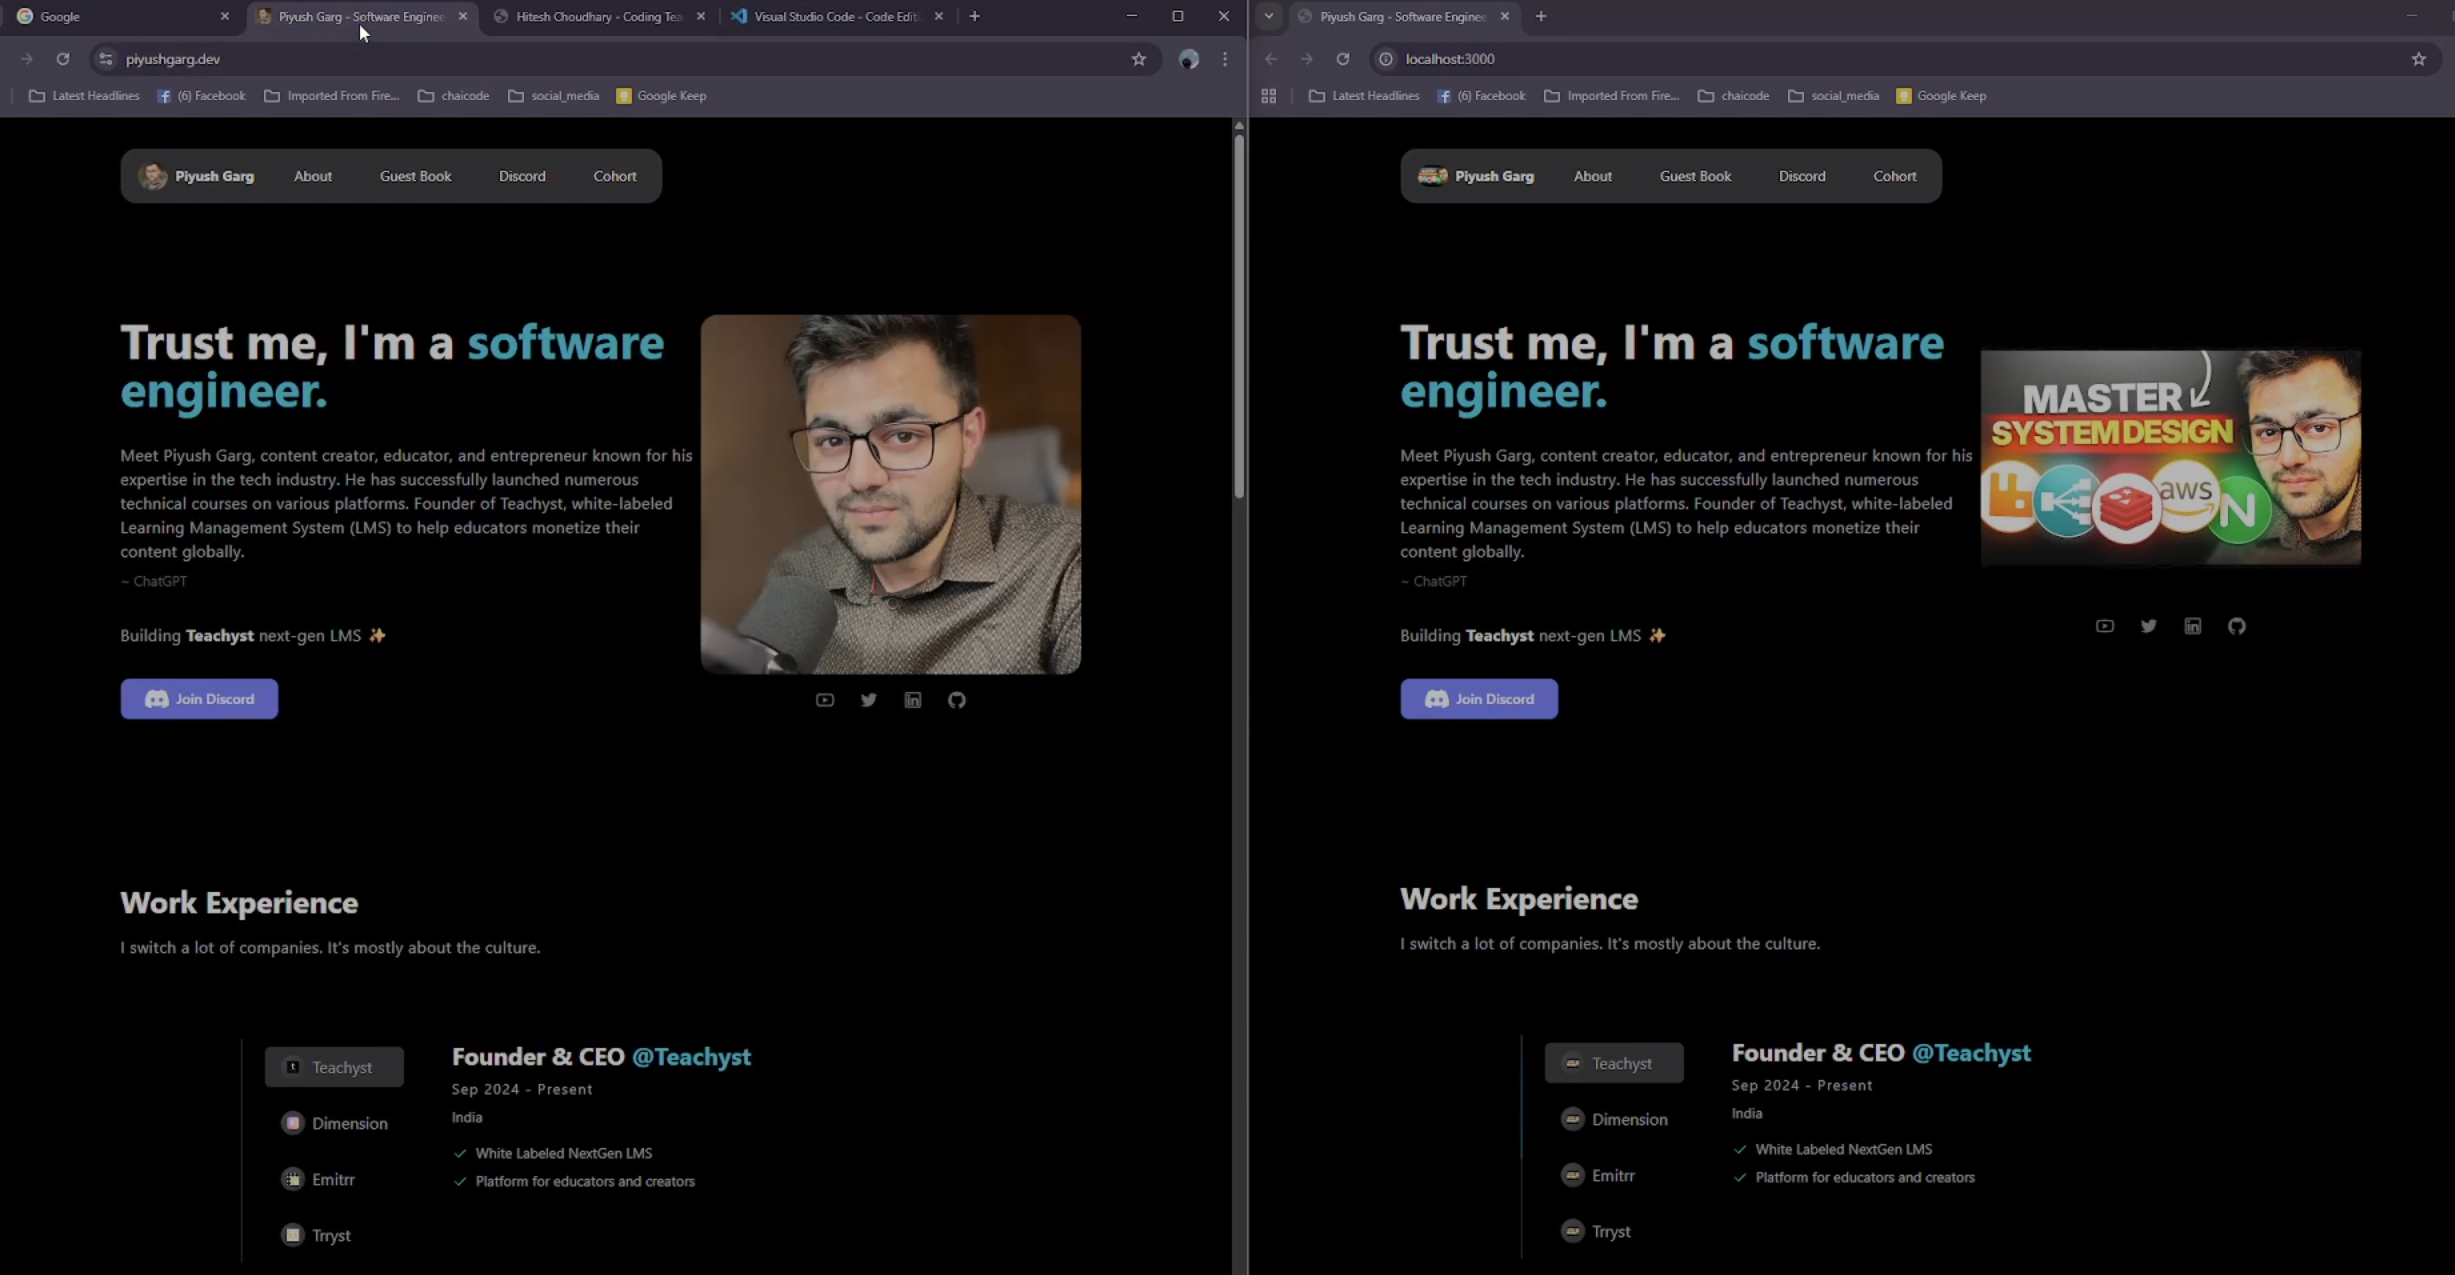 Google
Piyush Garg - Software Enginee
Hitesh Choudhary - Coding Tea
Visual Studio Code - Code Edit
piyushgarg.dev
Latest Headlines
(6) Facebook
Imported From Fire...
chaicode
social_media
Google Keep
Piyush Garg
About
Guest Book
Discord
Cohort
Trust me, I'm a software
engineer.
Meet Piyush Garg, content creator, educator, and entrepreneur known for his
expertise in the tech industry. He has successfully launched numerous
technical courses on various platforms. Founder of Teachyst, white-labeled
Learning Management System (LMS) to help educators monetize their
content globally.
~ ChatGPT
Building Teachyst next-gen LMS ✨
Join Discord
Work Experience
I switch a lot of companies. It's mostly about the culture.
Teachyst
Dimension
Emitrr
Trryst
Founder & CEO @Teachyst
Sep 2024 - Present
India
White Labeled NextGen LMS
Platform for educators and creators
Piyush Garg - Software Enginee
localhost:3000
Latest Headlines
(6) Facebook
Imported From Fire...
chaicode
social_media
Google Keep
Piyush Garg
About
Guest Book
Discord
Cohort
Trust me, I'm a software
engineer.
Meet Piyush Garg, content creator, educator, and entrepreneur known for his
expertise in the tech industry. He has successfully launched numerous
technical courses on various platforms. Founder of Teachyst, white-labeled
Learning Management System (LMS) to help educators monetize their
content globally.
~ ChatGPT
Building Teachyst next-gen LMS ✨
Join Discord
MASTER
SYSTEM DESIGN
aws
N
Work Experience
I switch a lot of companies. It's mostly about the culture.
Teachyst
Dimension
Emitrr
Trryst
Founder & CEO @Teachyst
Sep 2024 - Present
India
White Labeled NextGen LMS
Platform for educators and creators